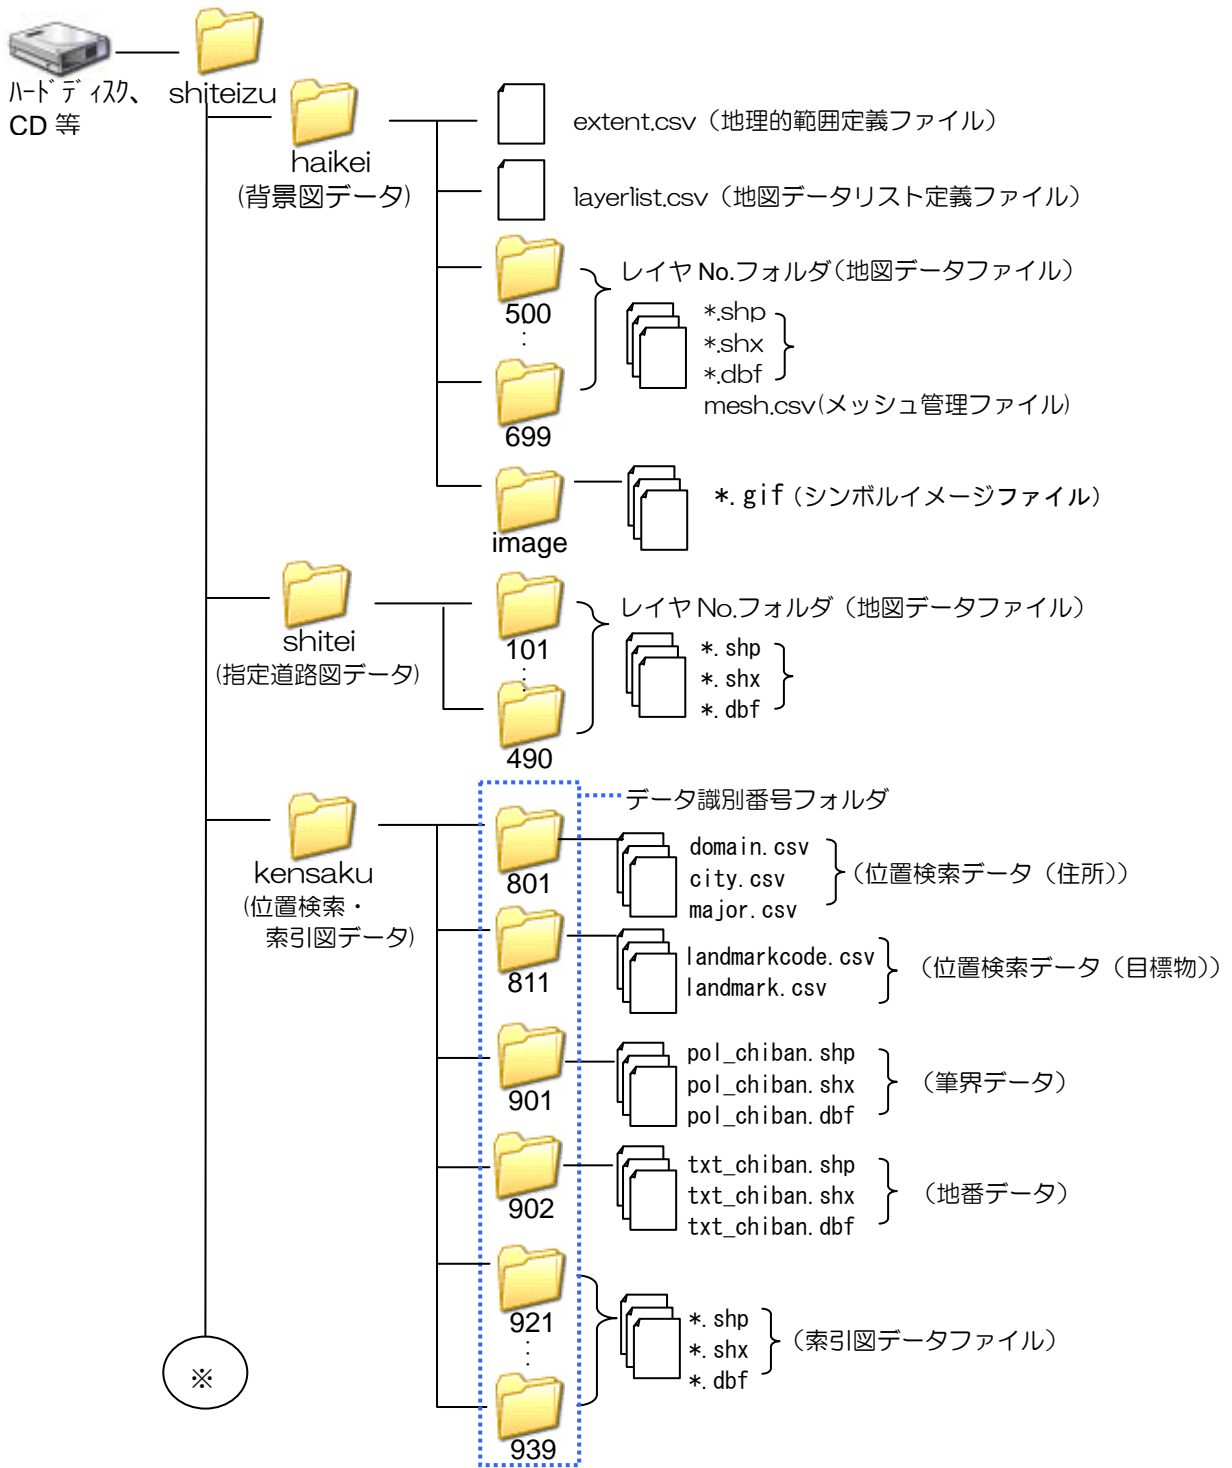 ﾊｰﾄﾞﾃﾞｨｽｸ、
CD 等
shiteizu
haikei
(背景図データ)
extent.csv（地理的範囲定義ファイル）
layerlist.csv（地図データリスト定義ファイル）
500
699
レイヤ No.フォルダ(地図データファイル)
*.shp
*.shx
*.dbf
mesh.csv(メッシュ管理ファイル)
image
*.gif（シンボルイメージファイル）
shitei
(指定道路図データ)
101
490
レイヤ No.フォルダ（地図データファイル）
*.shp
*.shx
*.dbf
kensaku
(位置検索・
索引図データ)
データ識別番号フォルダ
801
domain.csv
city.csv
major.csv
（位置検索データ（住所））
811
landmarkcode.csv
landmark.csv
（位置検索データ（目標物））
901
pol_chiban.shp
pol_chiban.shx
pol_chiban.dbf
（筆界データ）
902
txt_chiban.shp
txt_chiban.shx
txt_chiban.dbf
（地番データ）
921
939
*.shp
*.shx
*.dbf
（索引図データファイル）
※